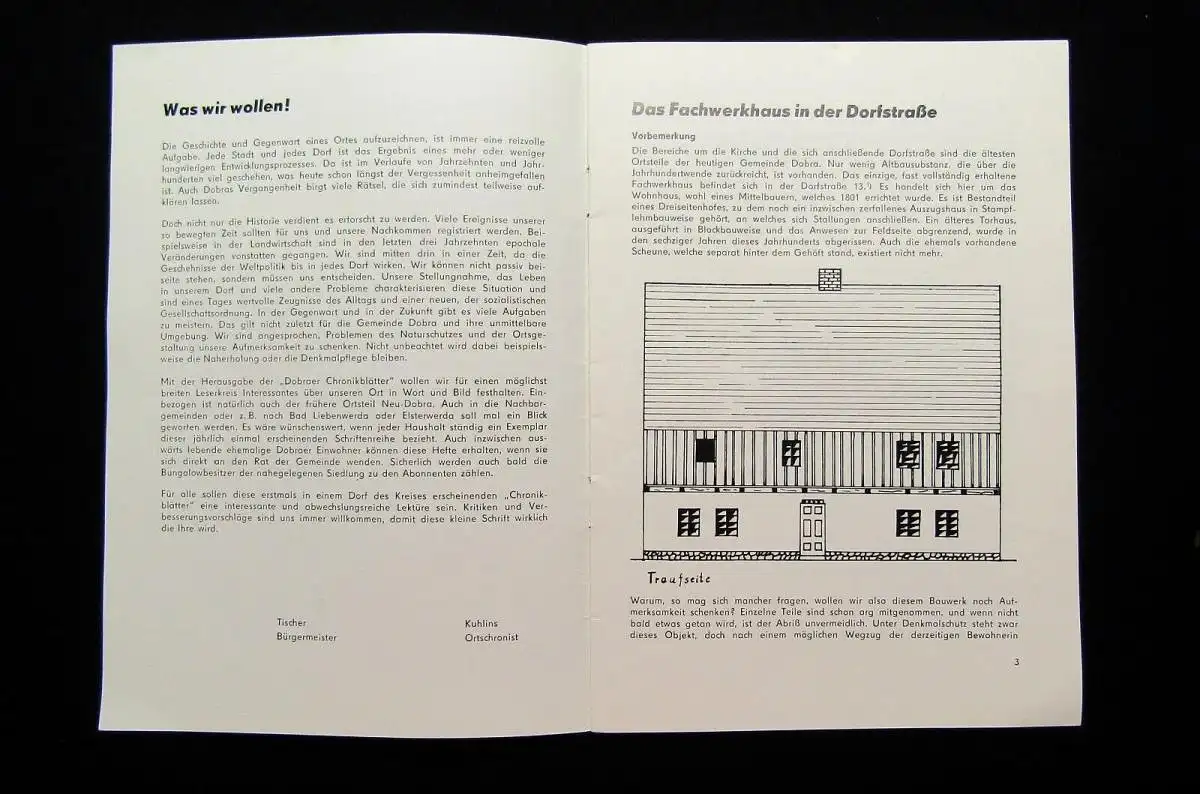 Was wir wollen!
Die Geschichte und Gegenwart eines Ortes aufzuzeichnen, ist immer eine reizvolle
Aufgabe. Jede Stadt und jedes Dorf ist das Ergebnis eines mehr oder weniger
langwierigen Entwicklungsprozesses. Da ist im Verlaufe von Jahrzehnten und Jahr-
hunderten viel geschehen, was heute schon längst der Vergessenheit anheimgefallen
ist. Auch Dobras Vergangenheit birgt viele Rätsel, die sich zumindest teilweise auf-
klären lassen.
Doch nicht nur die Historie verdient es erforscht zu werden. Viele Ereignisse unserer
so bewegten Zeit sollten für uns und unsere Nachkommen registriert werden. Bei-
spielsweise in der Landwirtschaft sind in den letzten drei Jahrzehnten epochale
Veränderungen vonstatten gegangen. Wir sind mitten drin in einer Zeit, da die
Geschehnisse der Weltpolitik bis in jedes Dorf wirken. Wir können nicht passiv bei-
seite stehen, sondern müssen uns entscheiden. Unsere Stellungnahme, das Leben
in unserem Dorf und viele andere Probleme charakterisieren diese Situation und
sind eines Tages wertvolle Zeugnisse des Alltags und einer neuen, der sozialistischen
Gesellschaftsordnung. In der Gegenwart und in der Zukunft gibt es viele Aufgaben
zu meistern. Das gilt nicht zuletzt für die Gemeinde Dobra und ihre unmittelbare
Umgebung. Wir sind angesprochen, Problemen des Naturschutzes und der Ortsge-
staltung unsere Aufmerksamkeit zu schenken. Nicht unbeachtet wird dabei beispiels-
weise die Naherholung oder die Denkmalpflege bleiben.
Mit der Herausgabe der „Dobraer Chronikblätter" wollen wir für einen möglichst
breiten Leserkreis Interessantes über unseren Ort in Wort und Bild festhalten. Ein-
bezogen ist natürlich auch der frühere Ortsteil Neu-Dobra. Auch in die Nachbar-
gemeinden oder z. B. nach Bad Liebenwerda oder Elsterwerda soll mal ein Blick
geworfen werden. Es wäre wünschenswert, wenn jeder Haushalt ständig ein Exemplar
dieser jährlich einmal erscheinenden Schriftenreihe bezieht. Auch inzwischen aus-
wärts lebende ehemalige Dobraer Einwohner können diese Hefte erhalten, wenn sie
sich direkt an den Rat der Gemeinde wenden. Sicherlich werden auch bald die
Bungalowbesitzer der nahegelegenen Siedlung zu den Abonnenten zählen.
Für alle sollen diese erstmals in einem Dorf des Kreises erscheinenden „Chronik-
blätter" eine interessante und abwechslungsreiche Lektüre sein. Kritiken und Ver-
besserungsvorschläge sind uns immer willkommen, damit diese kleine Schrift wirklich
die Ihre wird.
Tischer Kuhlins
Bürgermeister Ortschronist
Das Fachwerkhaus in der Dorfstraße
Vorbemerkung
Die Bereiche um die Kirche und die sich anschließende Dorfstraße sind die ältesten
Ortsteile der heutigen Gemeinde Dobra. Nur wenig Altbausubstanz, die über die
Jahrhundertwende zurückreicht, ist vorhanden. Das einzige, fast vollständig erhaltene
Fachwerkhaus befindet sich in der Dorfstraße 13.¹) Es handelt sich hier um das
Wohnhaus, wohl eines Mittelbauern, welches 1801 errichtet wurde. Es ist Bestandteil
eines Dreiseitenhofes, zu dem noch ein inzwischen zerfallenes Auszugshaus in Stampf-
lehmbauweise gehört, an welches sich Stallungen anschließen. Ein älteres Torhaus,
ausgeführt in Blockbauweise und das Anwesen zur Feldseite abgrenzend, wurde in
den sechziger Jahren dieses Jahrhunderts abgerissen. Auch die ehemals vorhandene
Scheune, welche separat hinter dem Gehöft stand, existiert nicht mehr.
Traufseite
Warum, so mag sich mancher fragen, wollen wir also diesem Bauwerk noch Auf-
merksamkeit schenken? Einzelne Teile sind schon arg mitgenommen, und wenn nicht
bald etwas getan wird, ist der Abriß unvermeidlich. Unter Denkmalschutz steht zwar
dieses Objekt, doch nach einem möglichen Wegzug der derzeitigen Bewohnerin
3